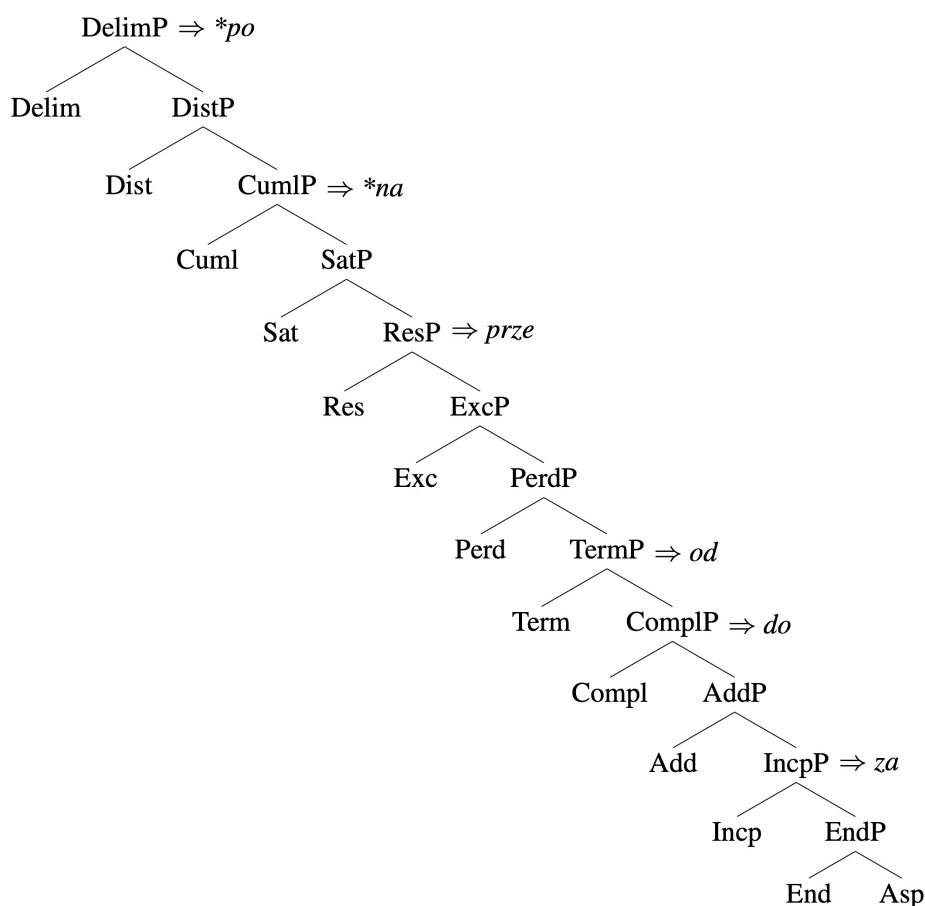 DelimP ⇒ *po
Delim DistP
Dist CumlP ⇒ *na
Cuml SatP
Sat ResP ⇒ prze
Res ExcP
Exc PerdP
Perd TermP ⇒ od
Term ComplP ⇒ do
Compl AddP
Add IncpP ⇒ za
Incp EndP
End Asp